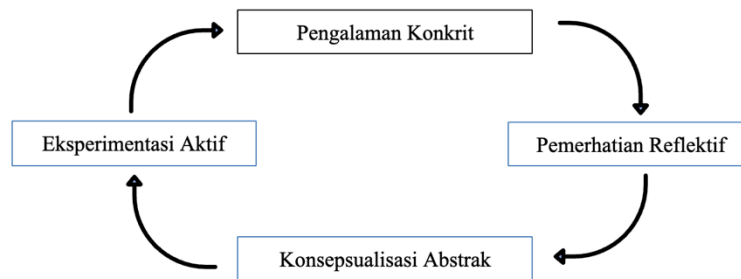 Pengalaman Konkrit
Eksperimentasi Aktif
Pemerhatian Reflektif
Konsepsualisasi Abstrak